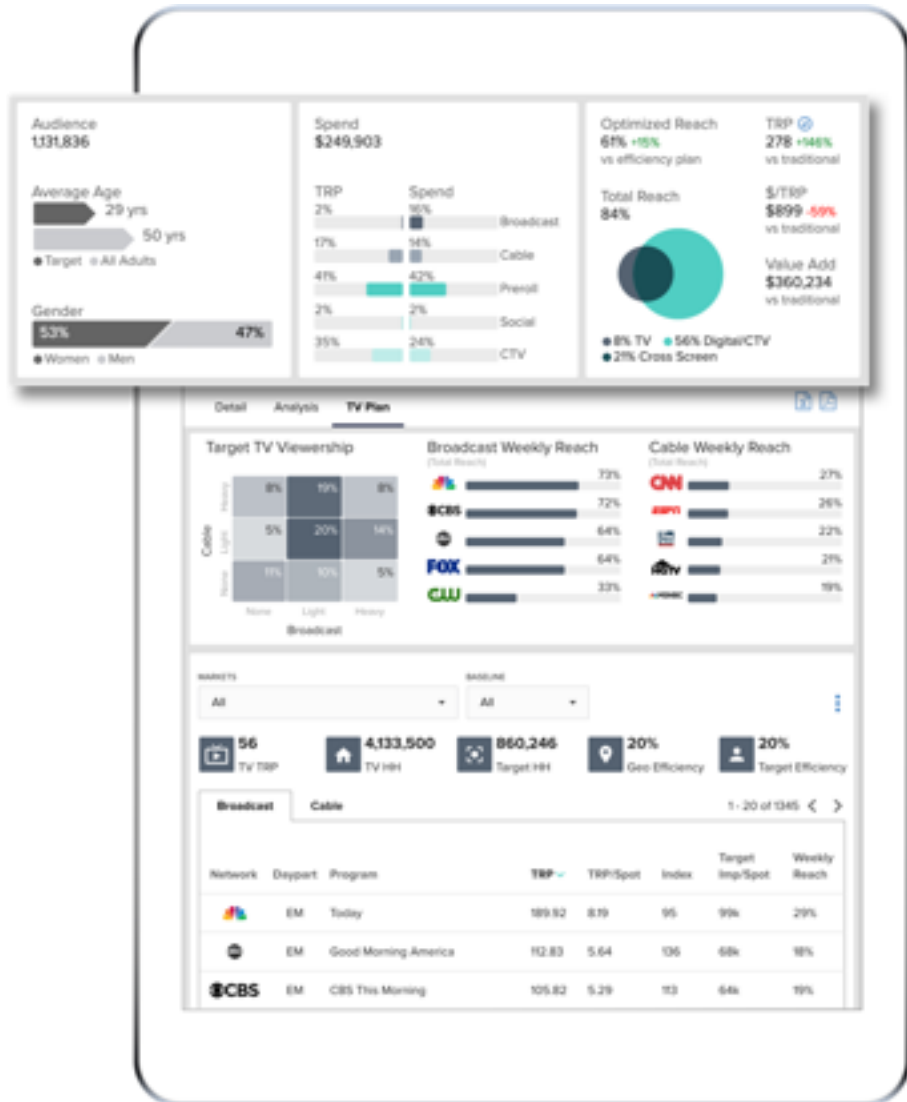 Audience
1,131,836
Average Age
29 yrs
50 yrs
Target All Adults
Gender
53% 47%
Women Men
Spend
$249,903
TRP Spend
2% 16%
Broadcast
17% 14%
Cable
41% 42%
Preroll
2% 2%
Social
35% 24%
CTV
Optimized Reach
61% +15%
vs efficiency plan
Total Reach
84%
8% TV 56% Digital/CTV
21% Cross Screen
TRP
278 +146%
vs traditional
$/TRP
$899 -59%
vs traditional
Value Add
$360,234
vs traditional
Detail Analysis TV Plan
Target TV Viewership
Cable
Heavy
Light
None
8% 19% 8%
5% 20% 14%
11% 10% 5%
None Light Heavy
Broadcast
Broadcast Weekly Reach
(Total Reach)
73%
CBS 72%
abc 64%
FOX 64%
CW 33%
Cable Weekly Reach
(Total Reach)
CNN 27%
ESPN 26%
22%
HGTV 21%
MSNBC 19%
MARKETS BASELINE
All All
56
TV TRP
4,133,500
TV HH
860,246
Target HH
20%
Geo Efficiency
20%
Target Efficiency
Broadcast Cable 1 - 20 of 1345
Network Daypart Program TRP TRP/Spot Index Target Imp/Spot Weekly Reach
EM Today 189.92 8.19 95 99k 29%
abc EM Good Morning America 112.83 5.64 136 68k 18%
CBS EM CBS This Morning 105.82 5.29 113 64k 19%